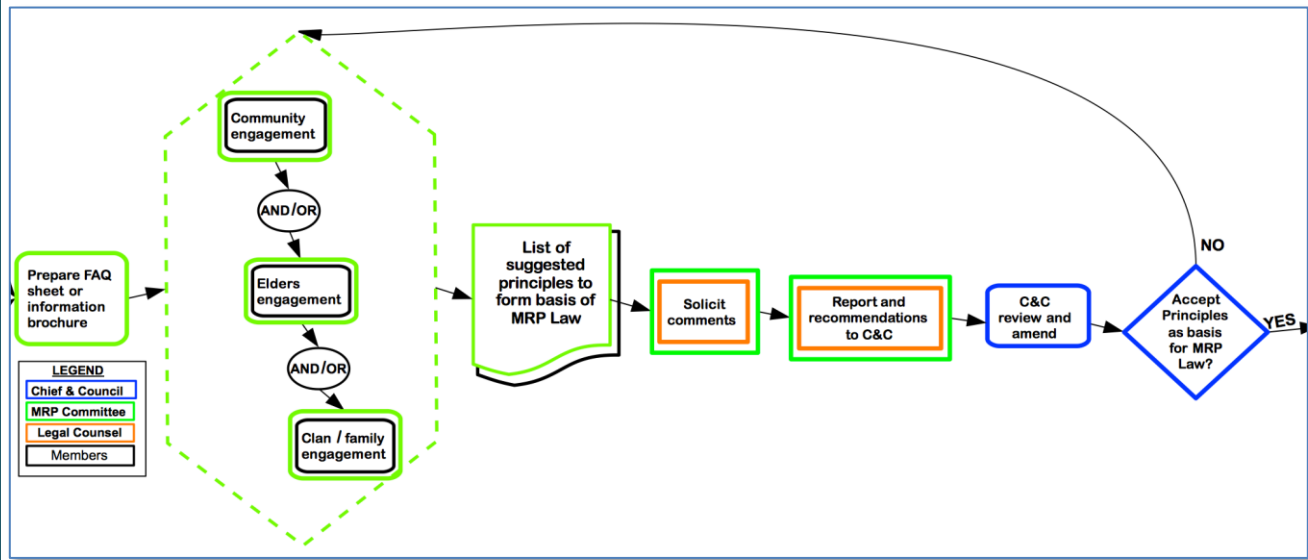 Prepare FAQ
sheet or
information
brochure
Community
engagement
AND/OR
Elders
engagement
AND/OR
Clan / family
engagement
List of
suggested
principles to
form basis of
MRP Law
Solicit
comments
Report and
recommendations
to C&C
C&C
review and
amend
Accept
Principles
as basis
for MRP
Law?
NO
YES
LEGEND
Chief & Council
MRP Committee
Legal Counsel
Members